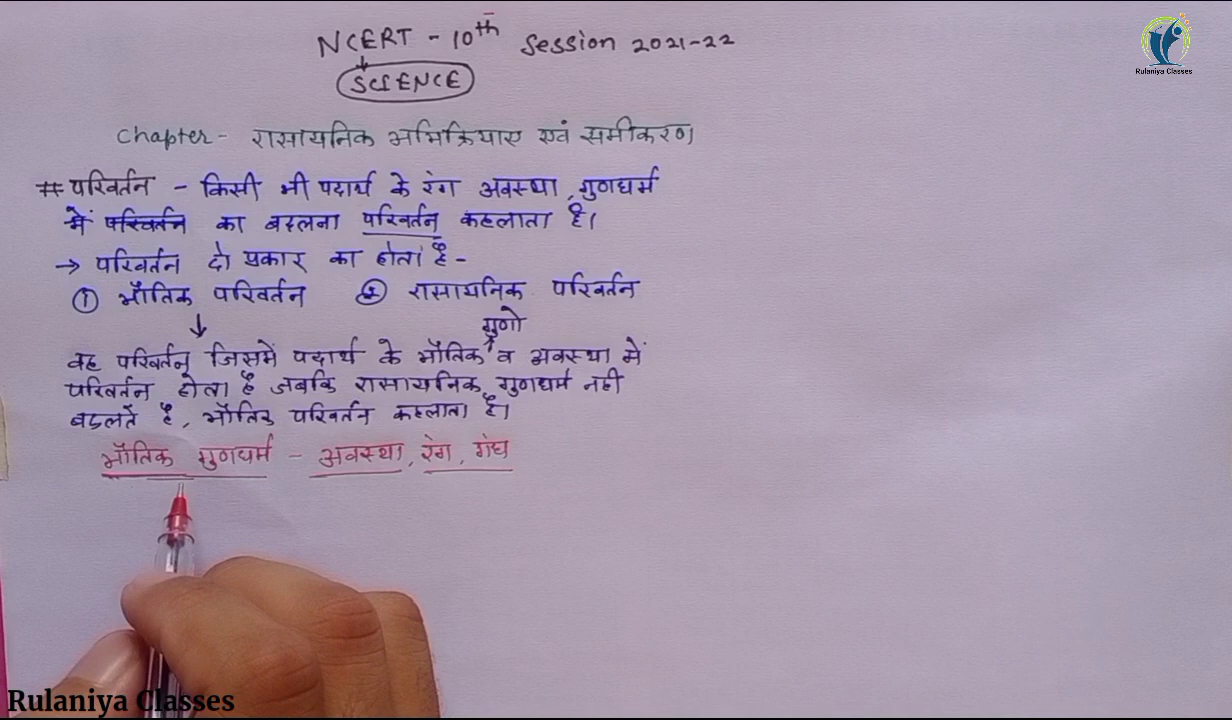 NCERT - 10th Session 2021-22
SCIENCE
Rulaniya Classes
Chapter - रासायनिक अभिक्रियाए एवं समीकरण
# परिवर्तन - किसी भी पदार्थ के रंग अवस्था, गुणधर्म
में परिवर्तन का बदलना परिवर्तन कहलाता है।
→ परिवर्तन दो प्रकार का होता है -
① भौतिक परिवर्तन ② रासायनिक परिवर्तन
गुणो
वह परिवर्तन जिसमें पदार्थ के भौतिक व अवस्था में
परिवर्तन होता है जबकि रासायनिक गुणधर्म नही
बदलते है, भौतिक परिवर्तन कहलाता है।
भौतिक गुणधर्म - अवस्था, रंग, गंध
Rulaniya Classes